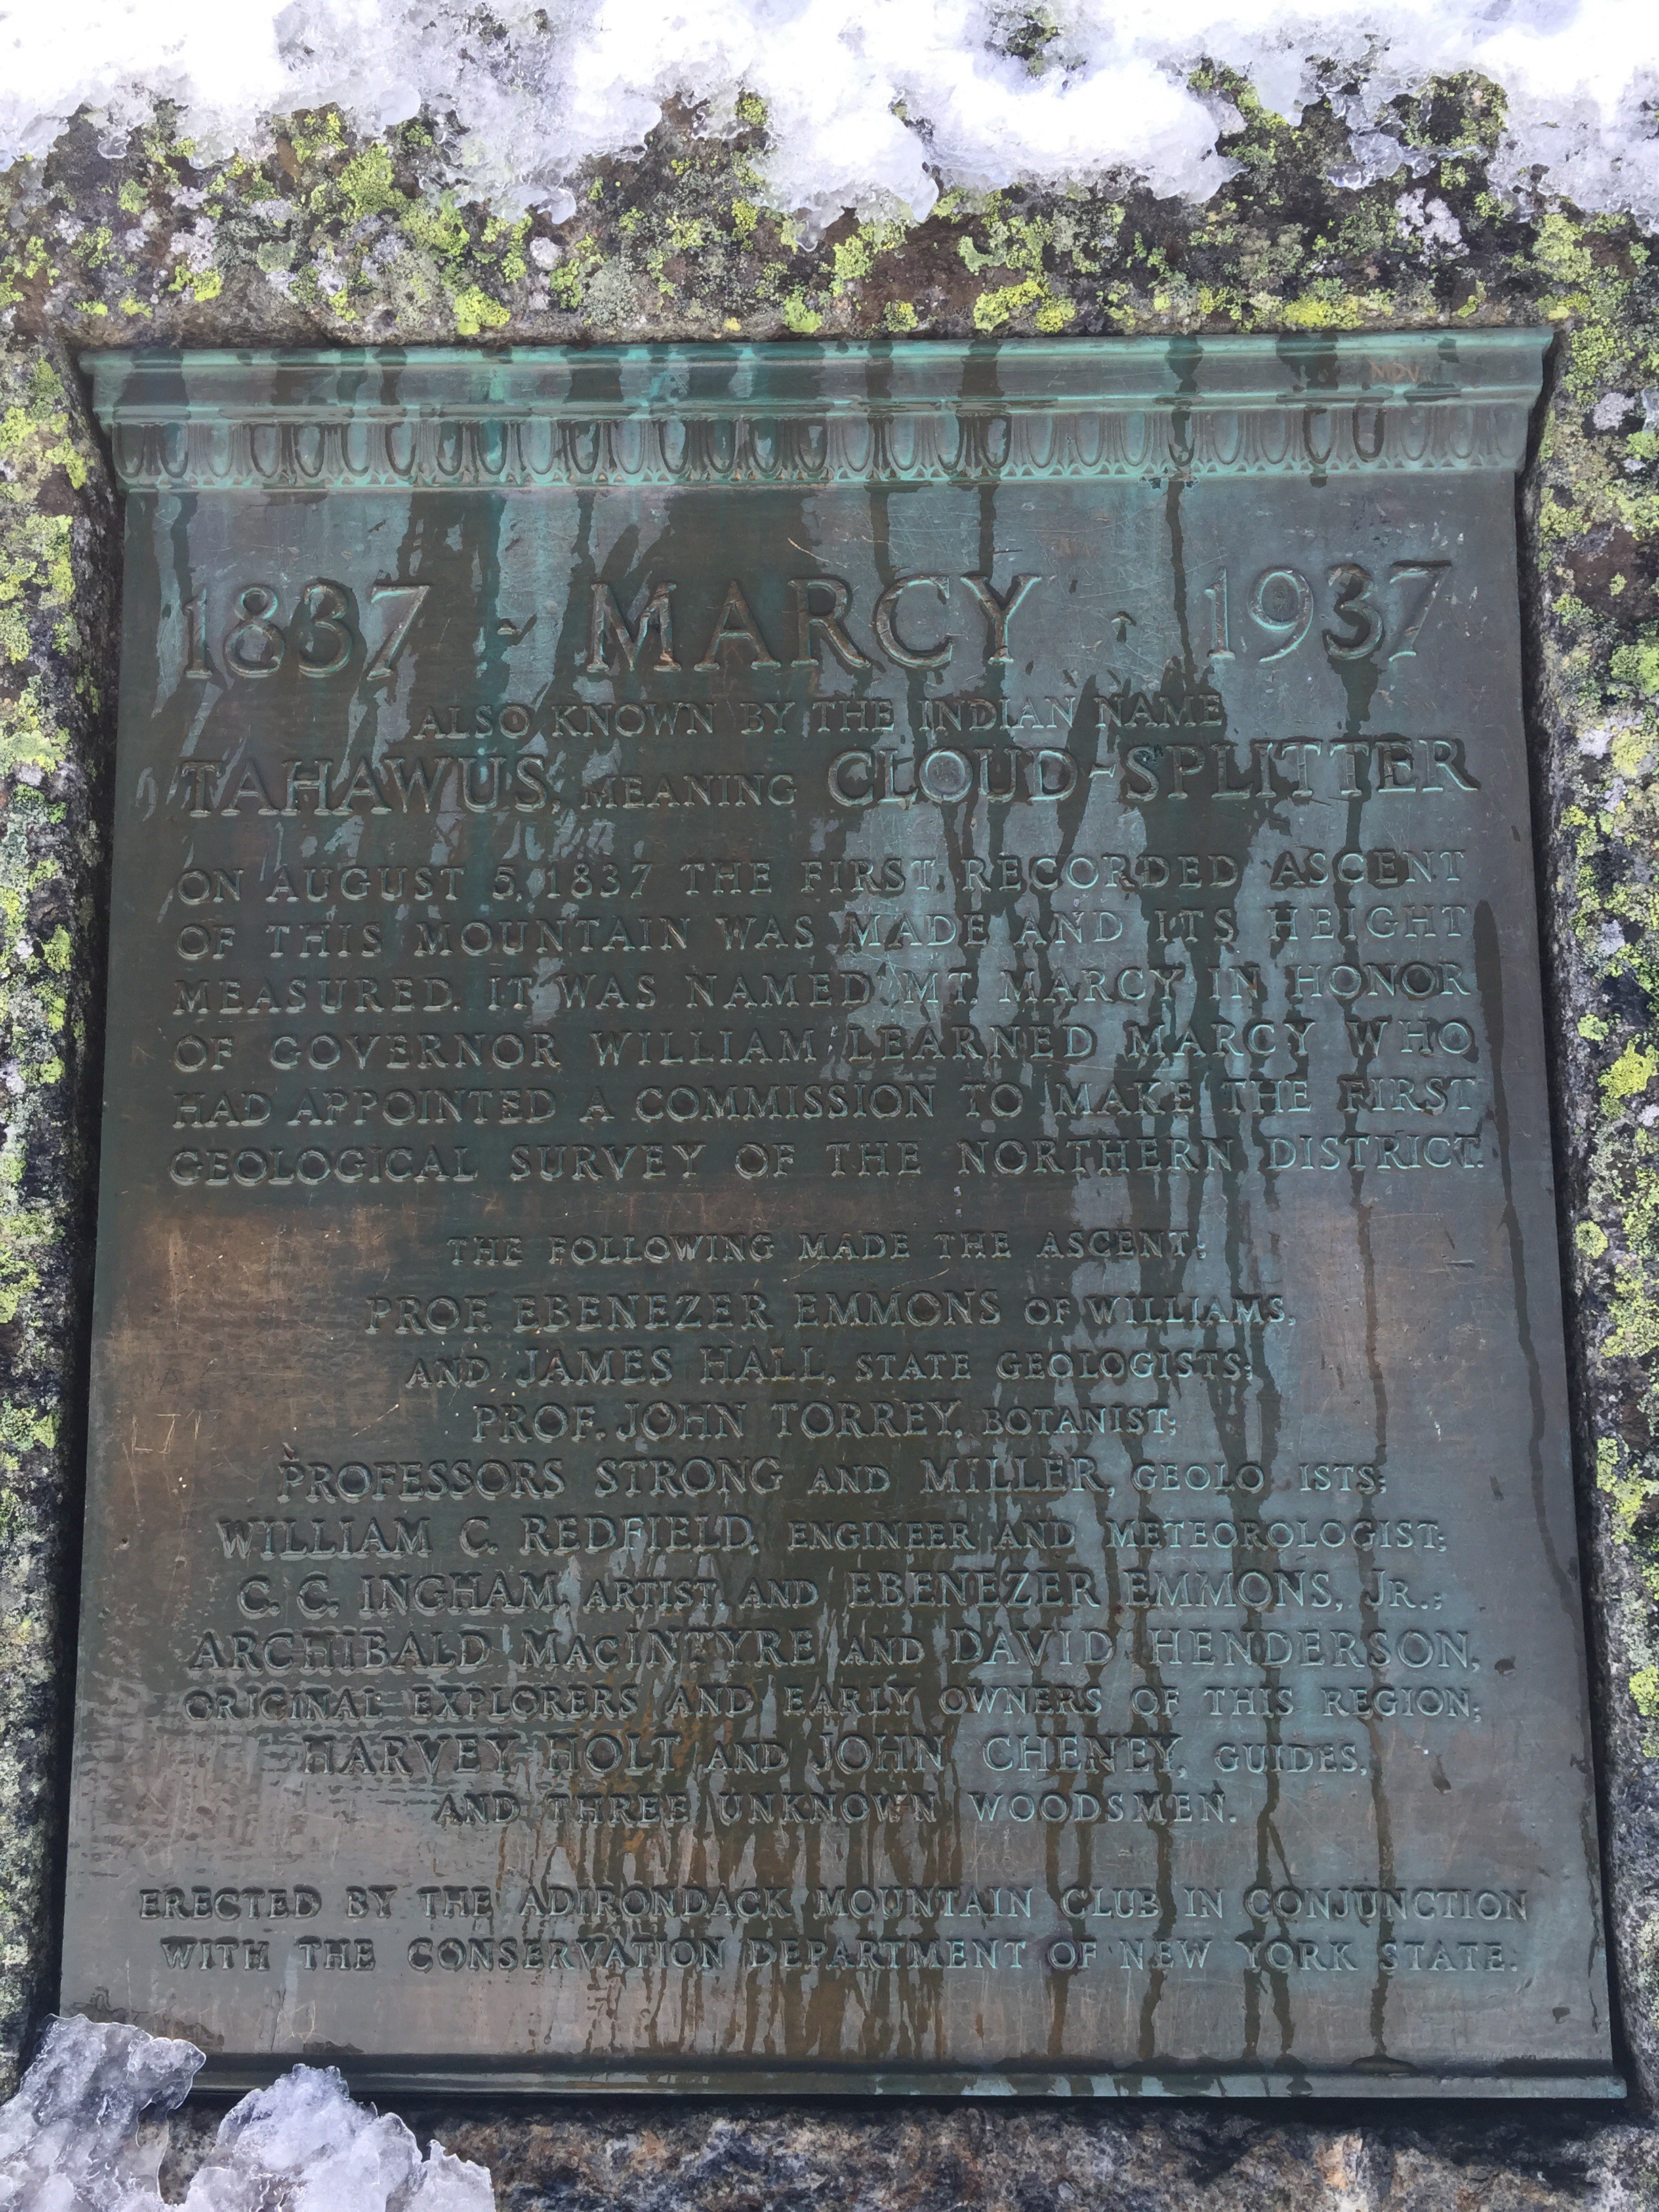 NDV
1837 · MARCY · 1937
ALSO KNOWN BY THE INDIAN NAME
TAHAWUS, MEANING CLOUD-SPLITTER
ON AUGUST 5, 1837 THE FIRST RECORDED ASCENT
OF THIS MOUNTAIN WAS MADE AND ITS HEIGHT
MEASURED. IT WAS NAMED MT. MARCY IN HONOR
OF GOVERNOR WILLIAM LEARNED MARCY WHO
HAD APPOINTED A COMMISSION TO MAKE THE FIRST
GEOLOGICAL SURVEY OF THE NORTHERN DISTRICT.
THE FOLLOWING MADE THE ASCENT:
PROF. EBENEZER EMMONS OF WILLIAMS,
AND JAMES HALL, STATE GEOLOGISTS;
PROF. JOHN TORREY, BOTANIST;
PROFESSORS STRONG AND MILLER, GEOLO ISTS;
WILLIAM C. REDFIELD, ENGINEER AND METEOROLOGIST;
C. C. INGHAM, ARTIST, AND EBENEZER EMMONS, JR.;
ARCHIBALD MACINTYRE AND DAVID HENDERSON,
ORIGINAL EXPLORERS AND EARLY OWNERS OF THIS REGION;
HARVEY HOLT AND JOHN CHENEY, GUIDES,
AND THREE UNKNOWN WOODSMEN.
ERECTED BY THE ADIRONDACK MOUNTAIN CLUB IN CONJUNCTION
WITH THE CONSERVATION DEPARTMENT OF NEW YORK STATE.